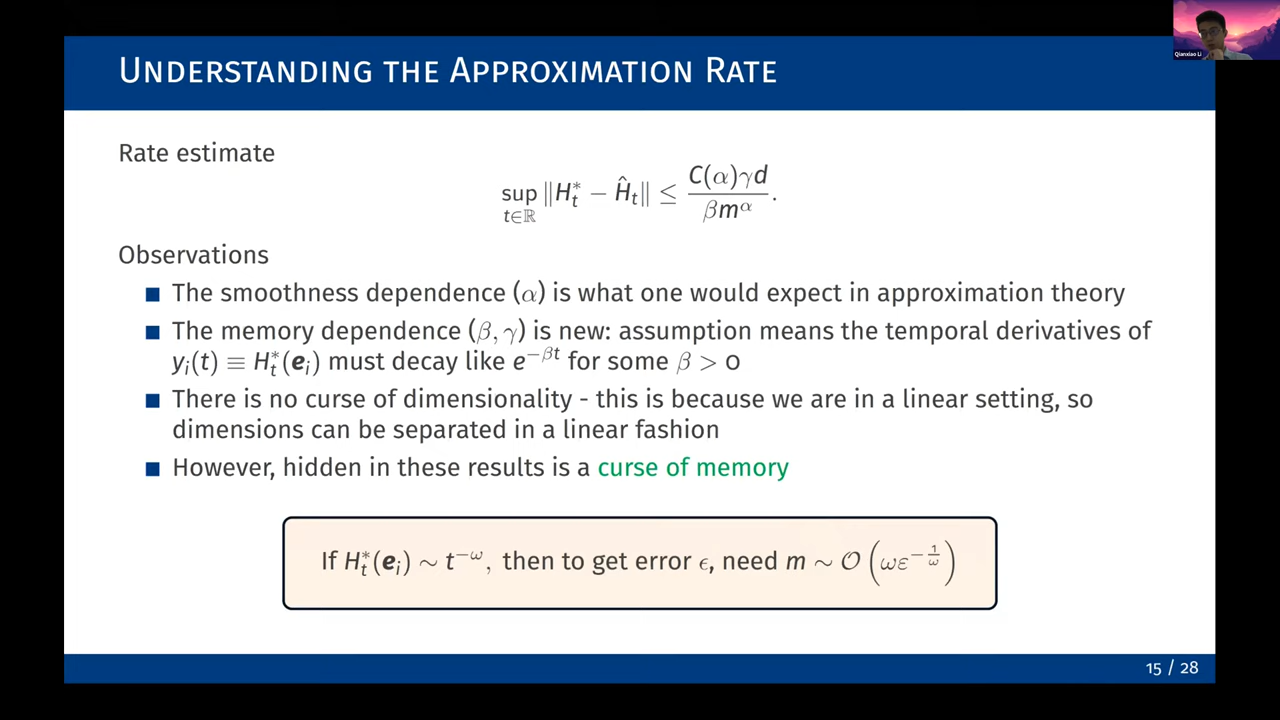 Qianxiao Li
UNDERSTANDING THE APPROXIMATION RATE
Rate estimate
sup_{t∈ℝ} ‖H*_t − Ĥ_t‖ ≤ C(α)γd / βm^α.
Observations
■ The smoothness dependence (α) is what one would expect in approximation theory
■ The memory dependence (β, γ) is new: assumption means the temporal derivatives of
y_i(t) ≡ H*_t(e_i) must decay like e^{−βt} for some β > 0
■ There is no curse of dimensionality - this is because we are in a linear setting, so
dimensions can be separated in a linear fashion
■ However, hidden in these results is a curse of memory
If H*_t(e_i) ∼ t^{−ω}, then to get error ϵ, need m ∼ 𝒪(ωε^{−1/ω})
15 / 28